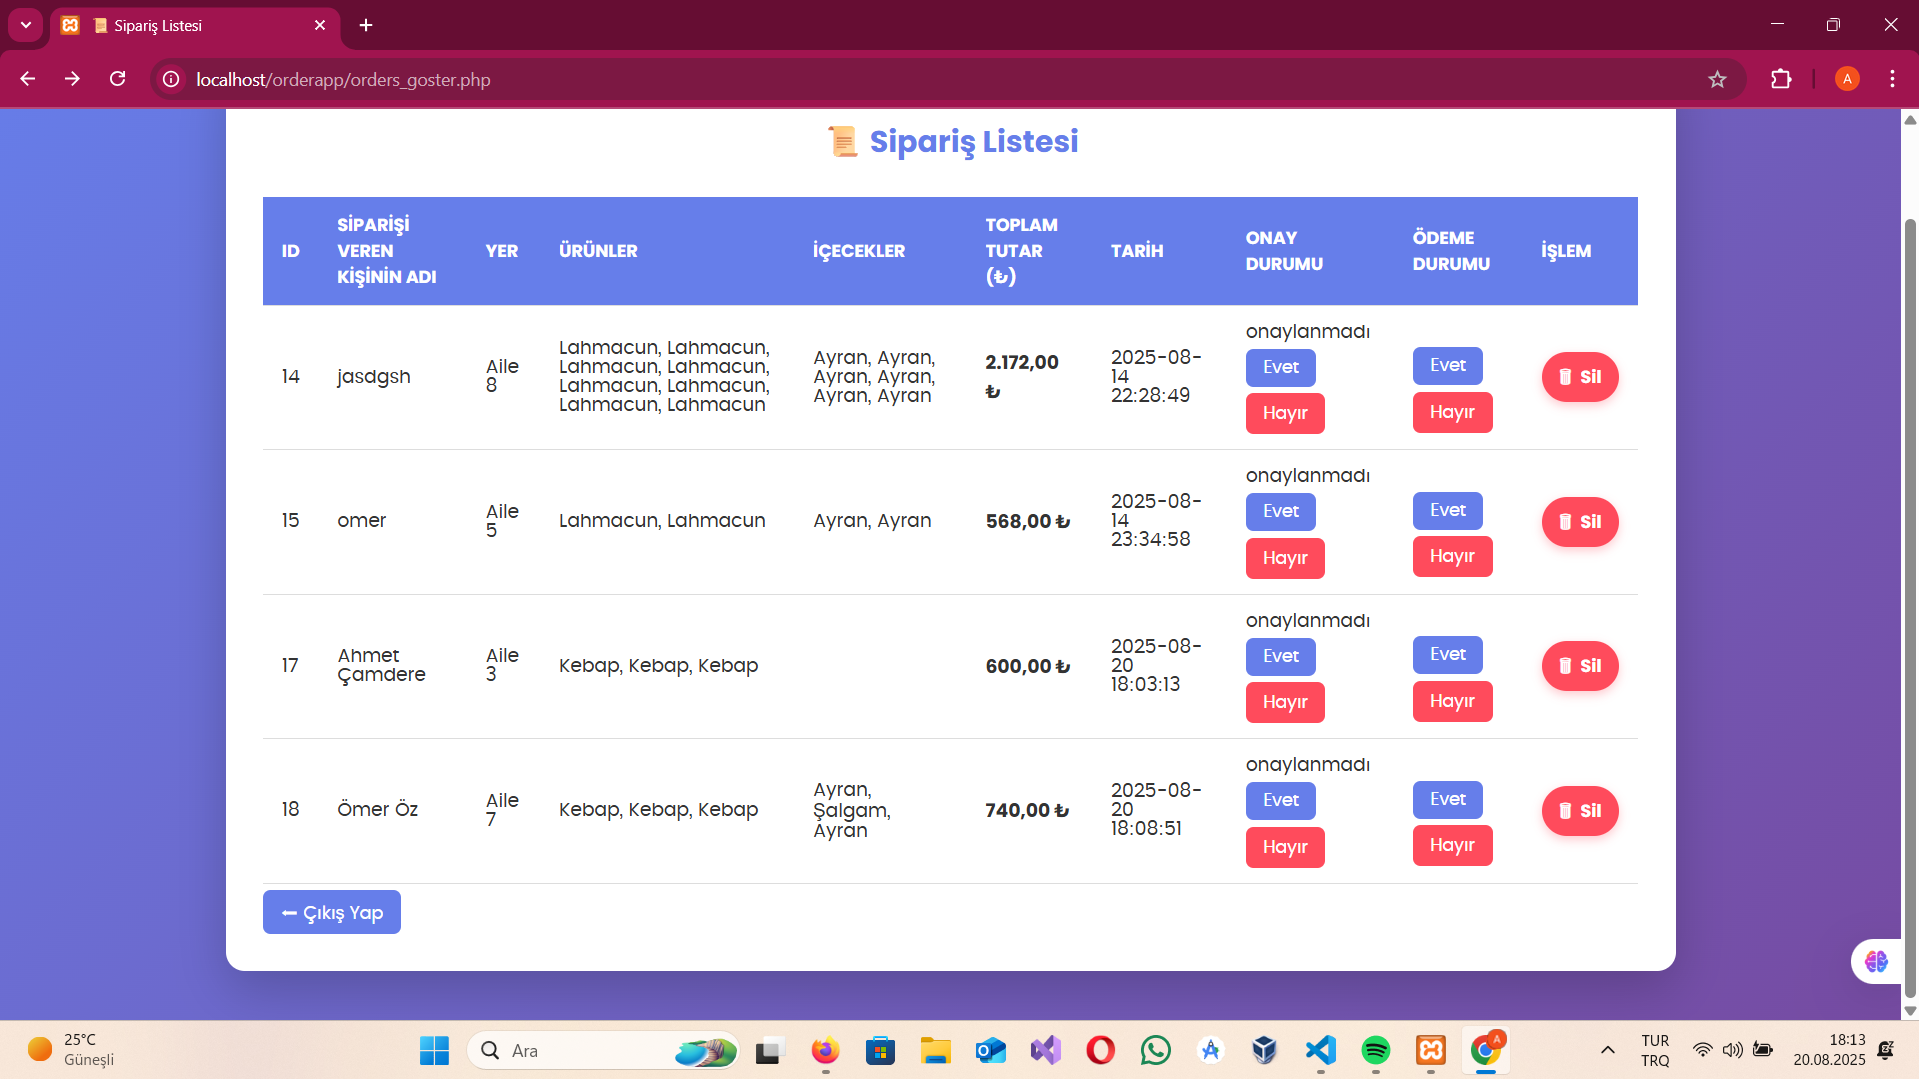 Sipariş Listesi
localhost/orderapp/orders_goster.php
A
Sipariş Listesi
ID
SİPARİŞİ
VEREN
KİŞİNİN ADI
YER
ÜRÜNLER
İÇECEKLER
TOPLAM
TUTAR
(₺)
TARİH
ONAY
DURUMU
ÖDEME
DURUMU
İŞLEM
14
jasdgsh
Aile
8
Lahmacun, Lahmacun,
Lahmacun, Lahmacun,
Lahmacun, Lahmacun,
Lahmacun, Lahmacun
Ayran, Ayran,
Ayran, Ayran,
Ayran, Ayran
2.172,00
₺
2025-08-
14
22:28:49
onaylanmadı
Evet
Hayır
Evet
Hayır
Sil
15
omer
Aile
5
Lahmacun, Lahmacun
Ayran, Ayran
568,00 ₺
2025-08-
14
23:34:58
onaylanmadı
Evet
Hayır
Evet
Hayır
Sil
17
Ahmet
Çamdere
Aile
3
Kebap, Kebap, Kebap
600,00 ₺
2025-08-
20
18:03:13
onaylanmadı
Evet
Hayır
Evet
Hayır
Sil
18
Ömer Öz
Aile
7
Kebap, Kebap, Kebap
Ayran,
Şalgam,
Ayran
740,00 ₺
2025-08-
20
18:08:51
onaylanmadı
Evet
Hayır
Evet
Hayır
Sil
Çıkış Yap
25°C
Güneşli
Ara
A
TUR
TRQ
18:13
20.08.2025